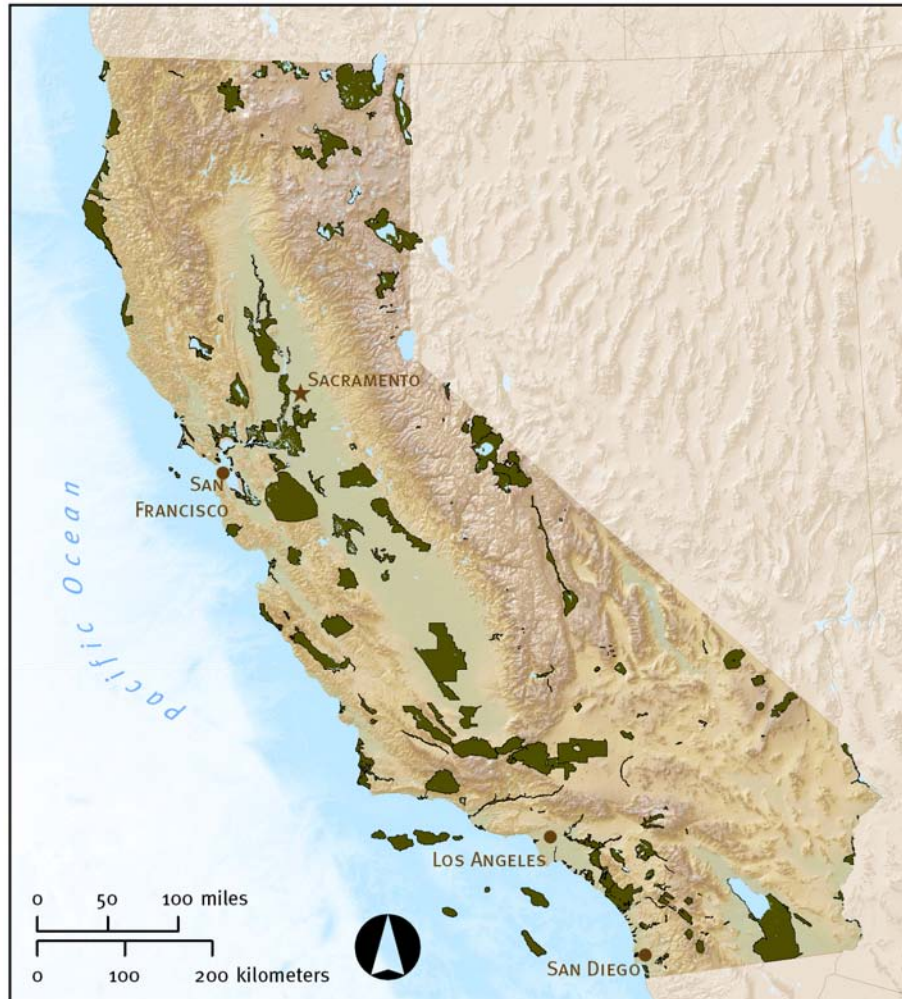 SACRAMENTO
SAN
FRANCISCO
Pacific Ocean
LOS ANGELES
SAN DIEGO
0 50 100 miles
0 100 200 kilometers